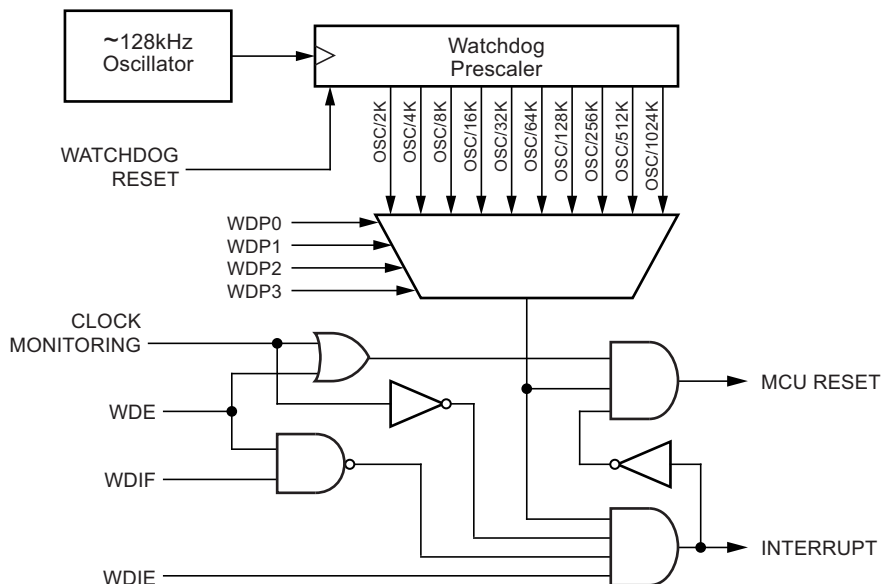 ~128kHz
Oscillator
Watchdog
Prescaler
OSC/2K
OSC/4K
OSC/8K
OSC/16K
OSC/32K
OSC/64K
OSC/128K
OSC/256K
OSC/512K
OSC/1024K
WATCHDOG
RESET
WDP0
WDP1
WDP2
WDP3
CLOCK
MONITORING
MCU RESET
WDE
WDIF
INTERRUPT
WDIE